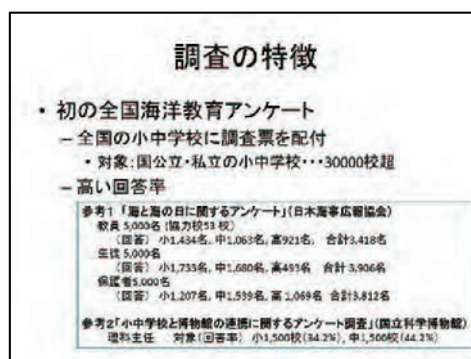 調査の特徴
• 初の全国海洋教育アンケート
– 全国の小中学校に調査票を配付
• 対象:国公立・私立の小中学校・・・30000校超
– 高い回答率
参考1 「海と海の日に関するアンケート」(日本海事広報協会)
教員 5,000名 (協力校53 校)
(回答) 小1,434名, 中1,063名, 高921名, 合計3,418名
生徒 5,000名
(回答) 小1,733名, 中1,680名, 高493名 合計 3,906名
保護者5,000名
(回答) 小1,207名, 中1,539名, 高 1,069名 合計3,812名
参考2「小中学校と博物館の連携に関するアンケート調査」(国立科学博物館)
理科主任 対象(回答率) 小1,500校(34.2%), 中1,500校(44.2%)